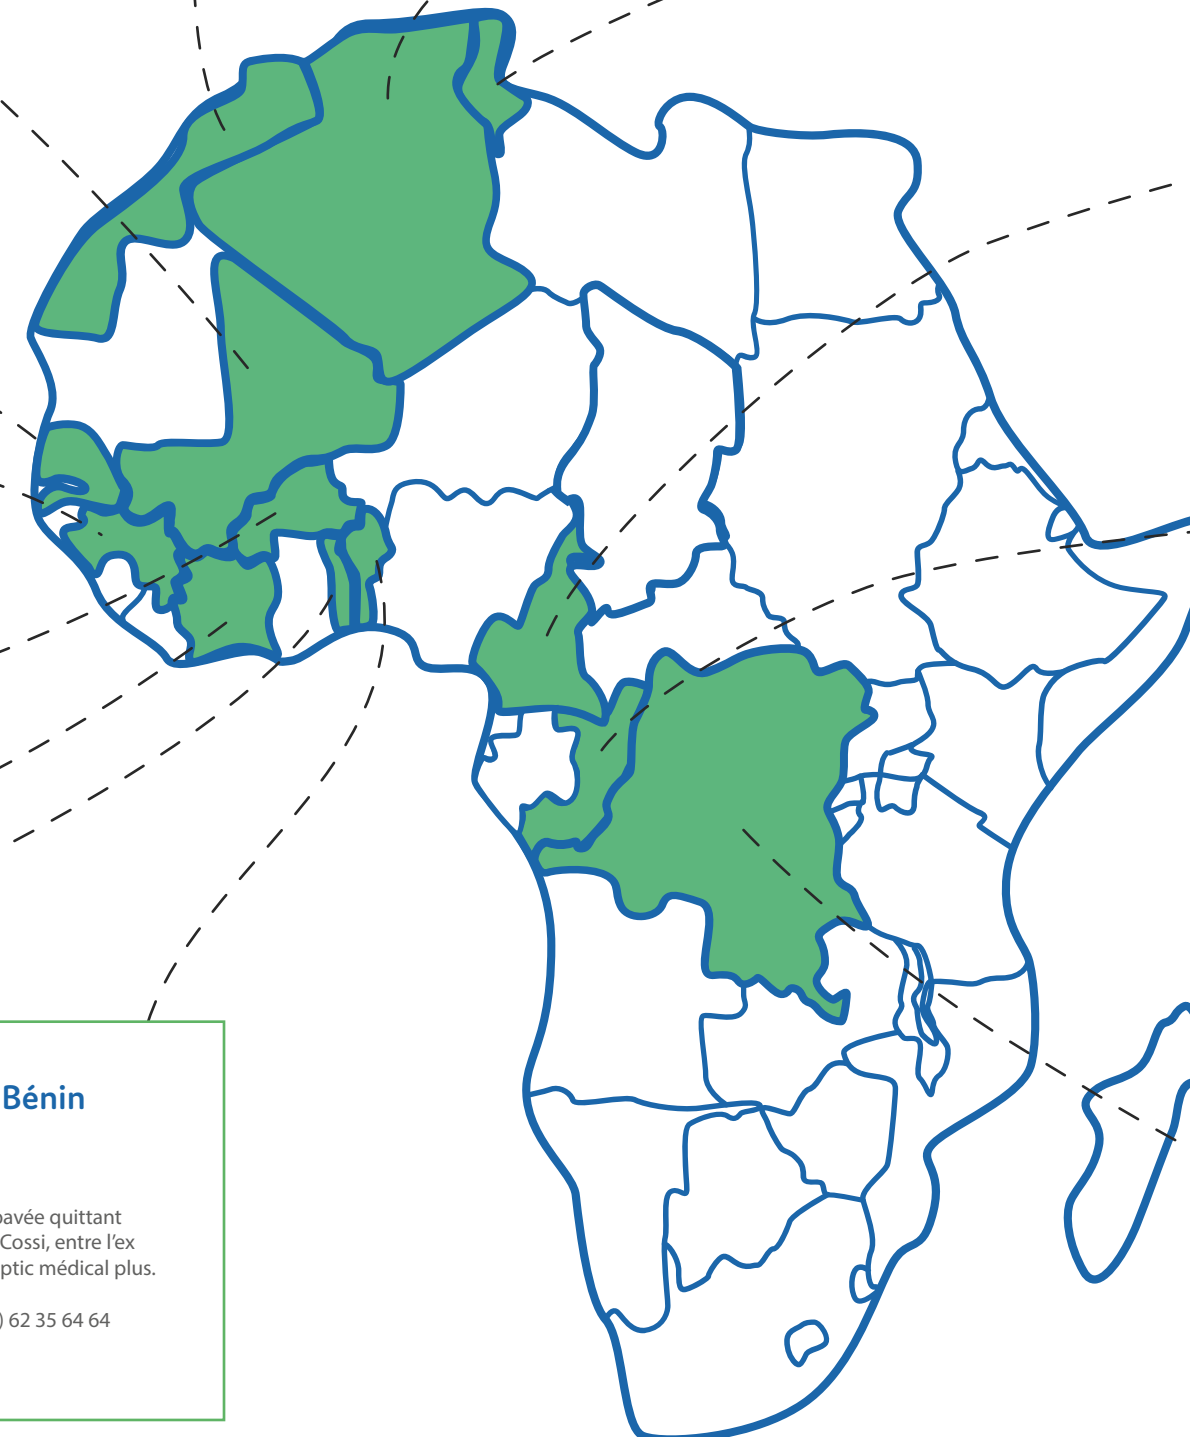 Bénin
pavée quittant
Cossi, entre l'ex
ptic médical plus.
) 62 35 64 64